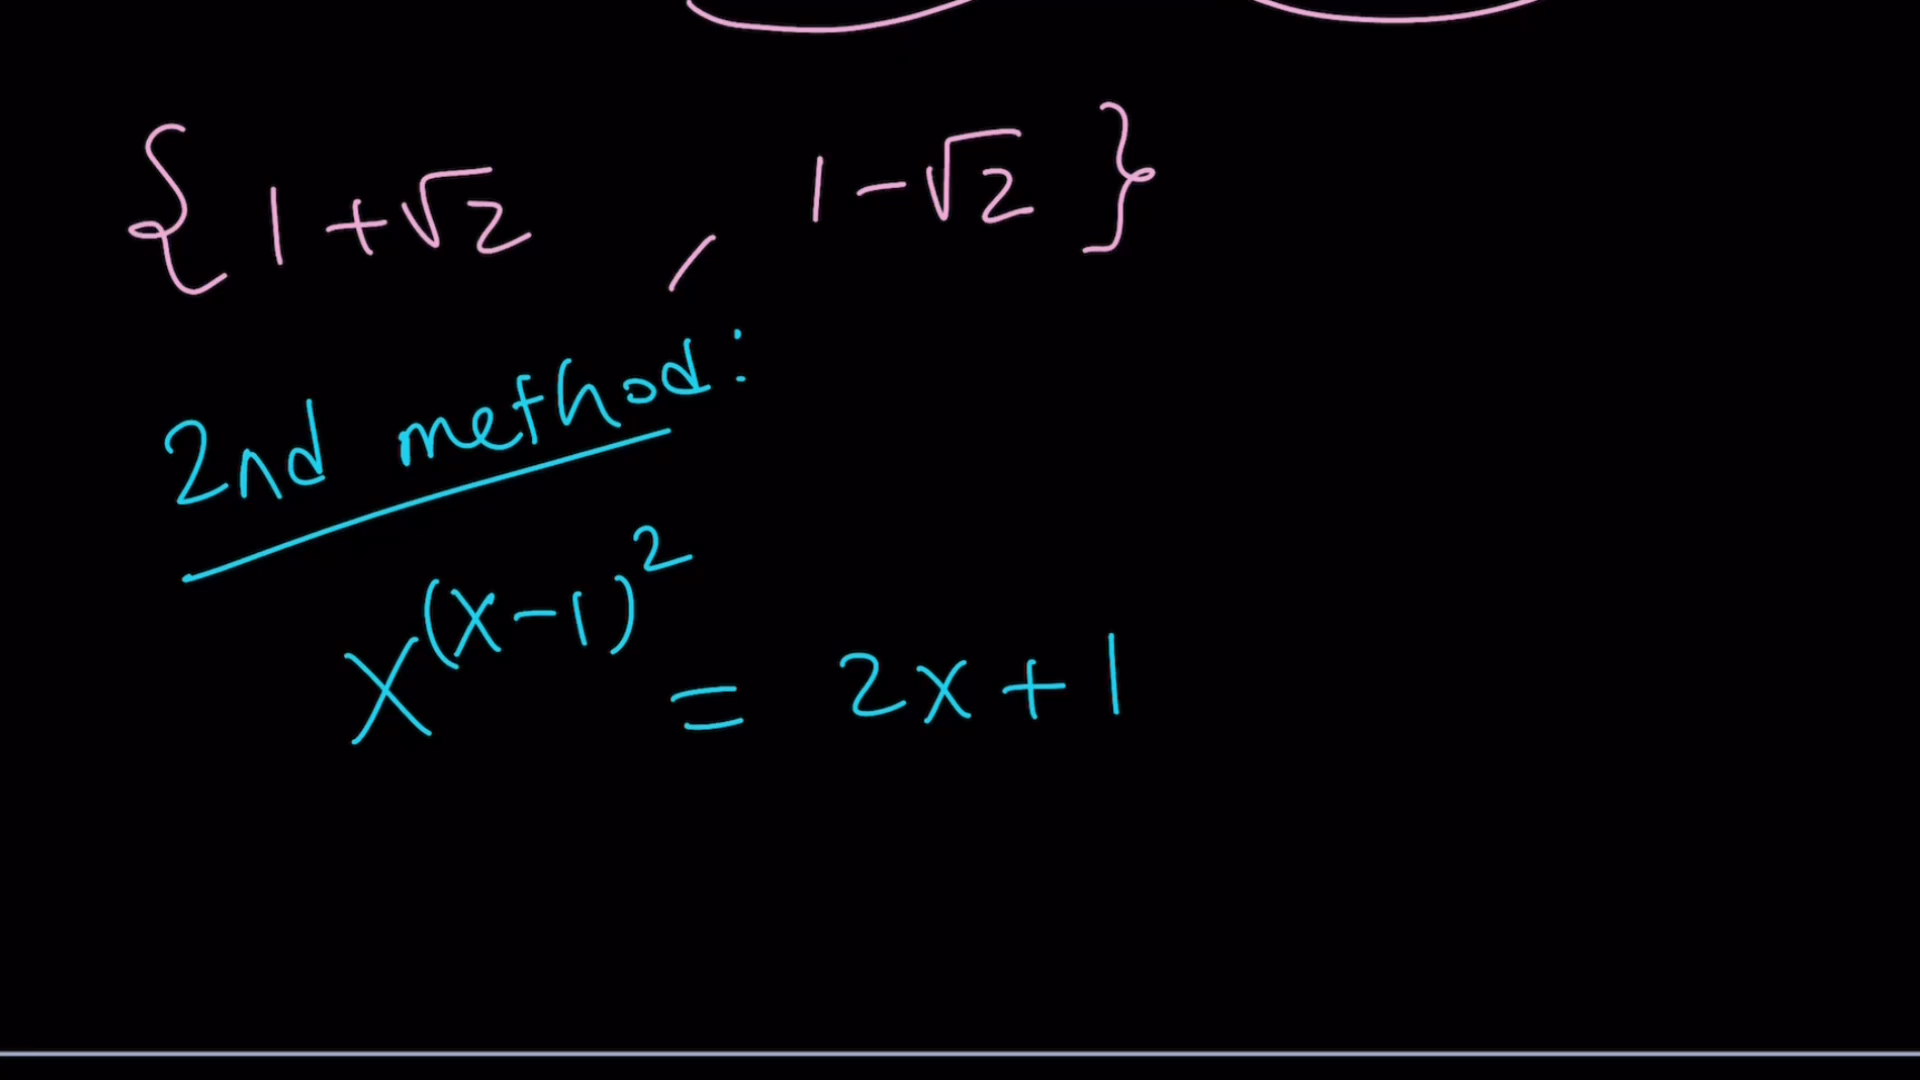 { 1+√2 , 1-√2 }
2nd method:
x^(x-1)^2 = 2x+1